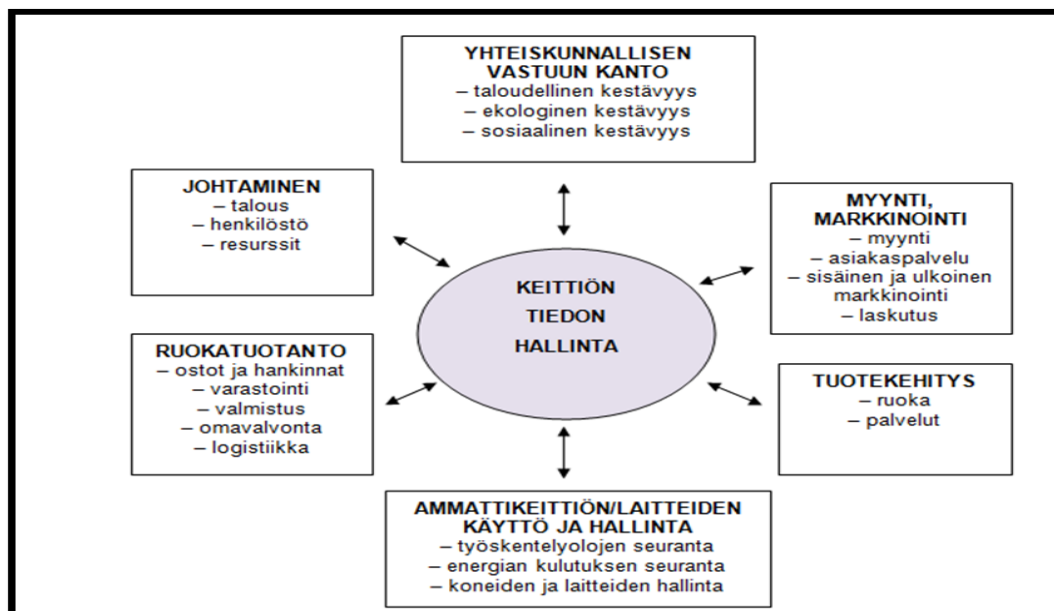 YHTEISKUNNALLISEN
VASTUUN KANTO
– taloudellinen kestävyys
– ekologinen kestävyys
– sosiaalinen kestävyys
JOHTAMINEN
– talous
– henkilöstö
– resurssit
MYYNTI,
MARKKINOINTI
– myynti
– asiakaspalvelu
– sisäinen ja ulkoinen
markkinointi
– laskutus
KEITTIÖN
TIEDON
HALLINTA
RUOKATUOTANTO
– ostot ja hankinnat
– varastointi
– valmistus
– omavalvonta
– logistiikka
TUOTEKEHITYS
– ruoka
– palvelut
AMMATTIKEITTIÖN/LAITTEIDEN
KÄYTTÖ JA HALLINTA
– työskentelyolojen seuranta
– energian kulutuksen seuranta
– koneiden ja laitteiden hallinta